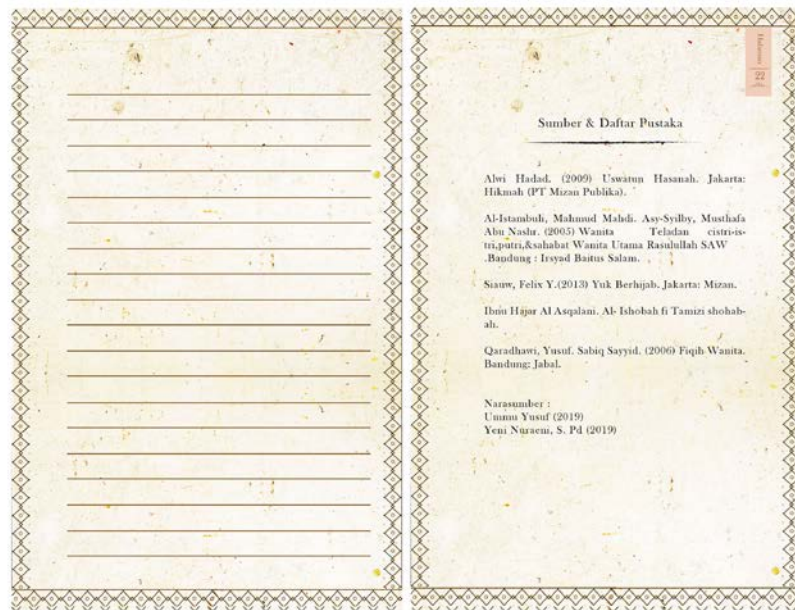 Halaman
22
Sumber & Daftar Pustaka
Alwi Hadad. (2009) Uswatun Hasanah. Jakarta:
Hikmah (PT Mizan Publika).
Al-Istambuli, Mahmud Mahdi. Asy-Syilby, Musthafa
Abu Nashr. (2005) Wanita Teladan cistri-is-
tri,putri,&sahabat Wanita Utama Rasulullah SAW
.Bandung : Irsyad Baitus Salam.
Siauw, Felix Y.(2013) Yuk Berhijab. Jakarta: Mizan.
Ibnu Hajar Al Asqalani. Al- Ishobah fi Tamizi shohab-
ah.
Qaradhawi, Yusuf. Sabiq Sayyid. (2006) Fiqih Wanita.
Bandung: Jabal.
Narasumber :
Ummu Yusuf (2019)
Yeni Nuraeni, S. Pd (2019)